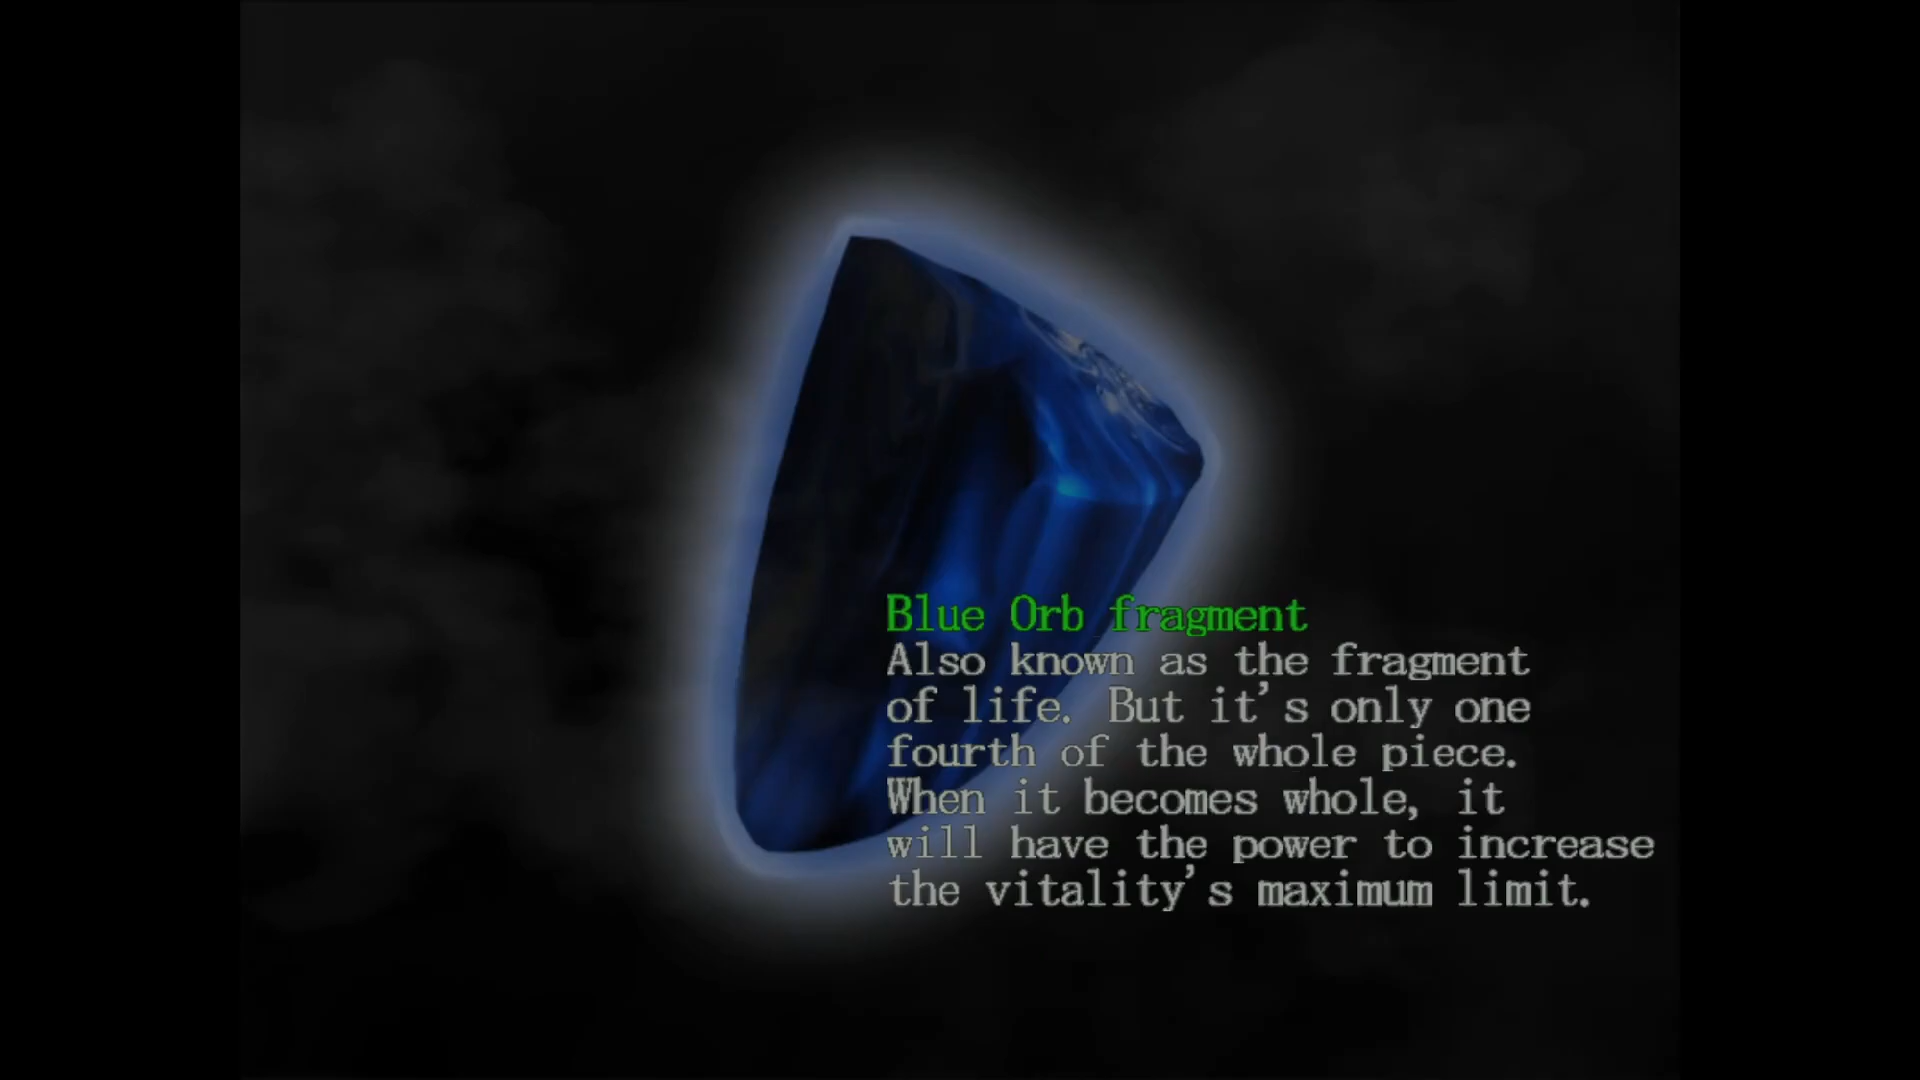 Blue Orb fragment
Also known as the fragment
of life. But it's only one
fourth of the whole piece.
When it becomes whole, it
will have the power to increase
the vitality's maximum limit.